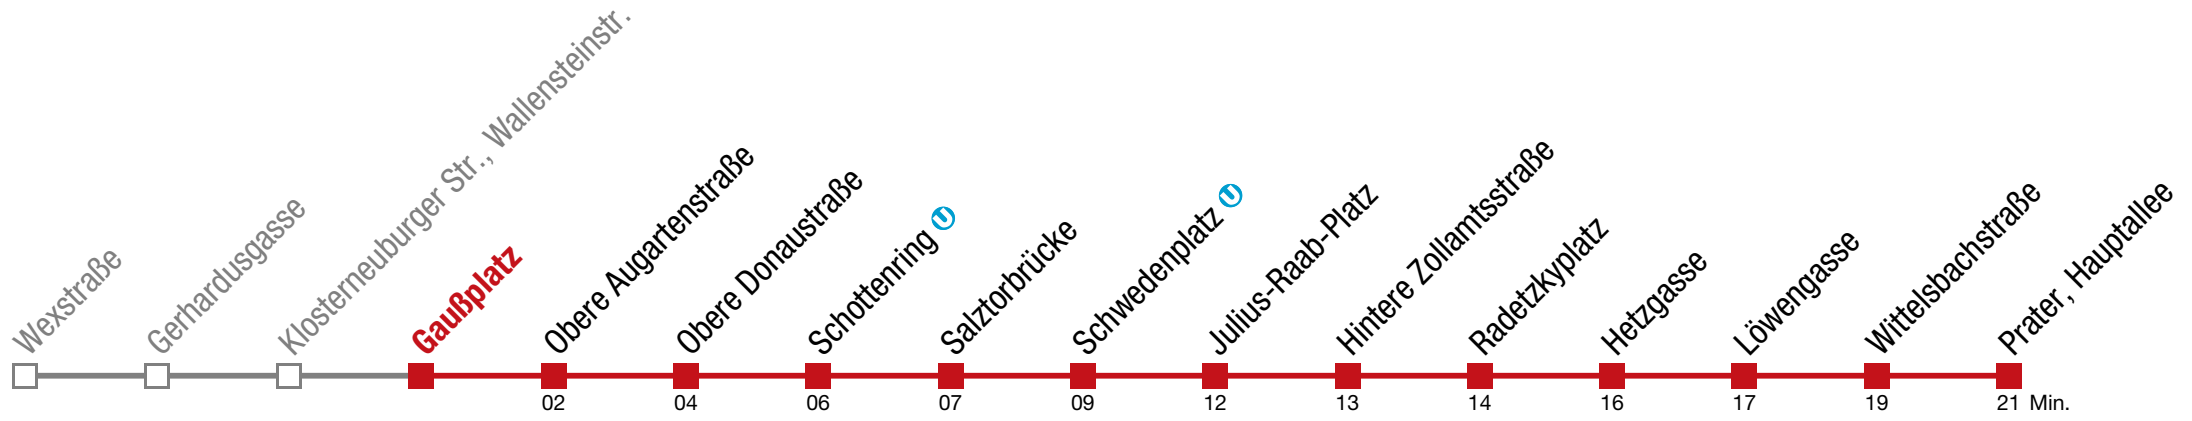 Wexstraße
Gerhardusgasse
Klosterneuburger Str., Wallensteinstr.
Gaußplatz
Obere Augartenstraße
Obere Donaustraße
Schottenring U
Salztorbrücke
Schwedenplatz U
Julius-Raab-Platz
Hintere Zollamtsstraße
Radetzkyplatz
Hetzgasse
Löwengasse
Wittelsbachstraße
Prater, Hauptallee
02 04 06 07 09 12 13 14 16 17 19 21 Min.